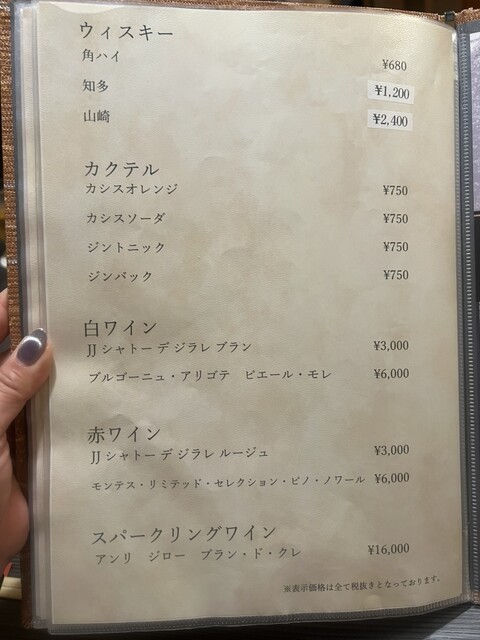 ウィスキー
角ハイ ¥680
知多 ¥1,200
山崎 ¥2,400
カクテル
カシスオレンジ ¥750
カシスソーダ ¥750
ジントニック ¥750
ジンバック ¥750
白ワイン
JJ シャトー デ ジラレ ブラン ¥3,000
ブルゴーニュ・アリゴテ ピエール・モレ ¥6,000
赤ワイン
JJ シャトー デ ジラレ ルージュ ¥3,000
モンテス・リミテッド・セレクション・ピノ・ノワール ¥6,000
スパークリングワイン
アンリ ジロー ブラン・ド・クレ ¥16,000
※表示価格は全て税抜きとなっております。